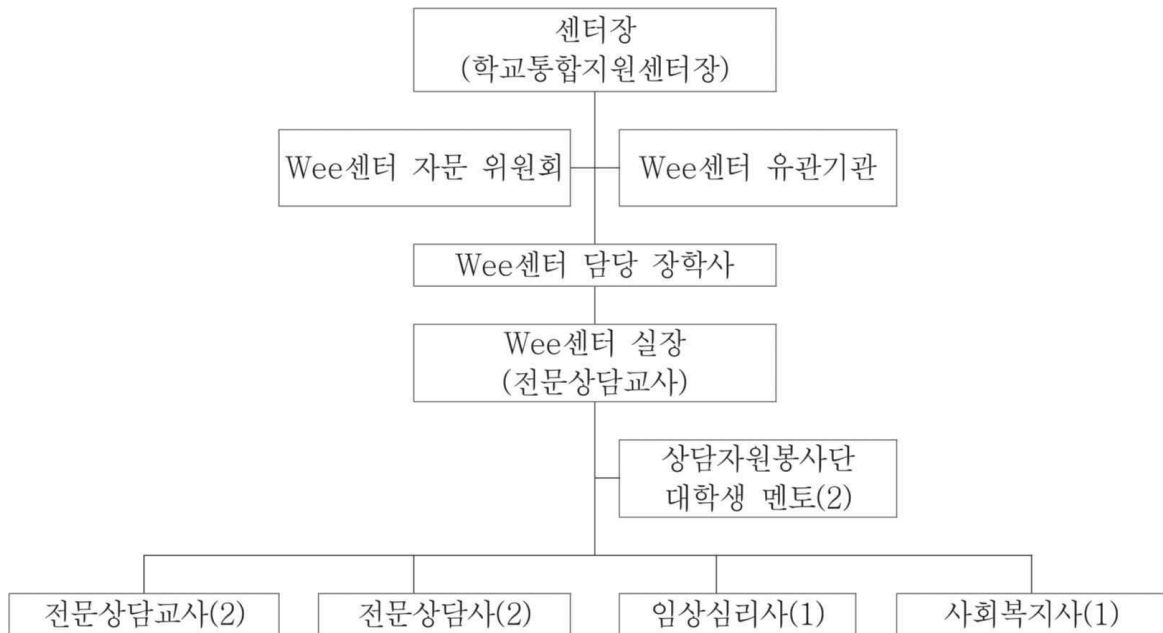 센터장
(학교통합지원센터장)
Wee센터 자문 위원회
Wee센터 유관기관
Wee센터 담당 장학사
Wee센터 실장
(전문상담교사)
상담자원봉사단
대학생 멘토(2)
전문상담교사(2)
전문상담사(2)
임상심리사(1)
사회복지사(1)